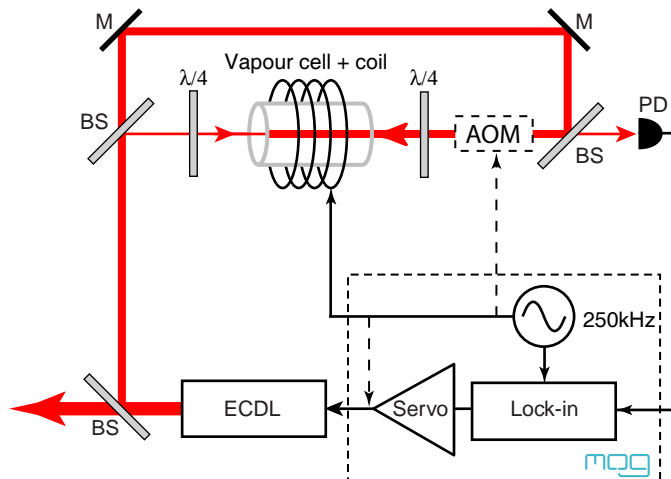 M
M
Vapour cell + coil
λ/4
λ/4
PD
BS
AOM
BS
250kHz
ECDL
Servo
Lock-in
BS
mog